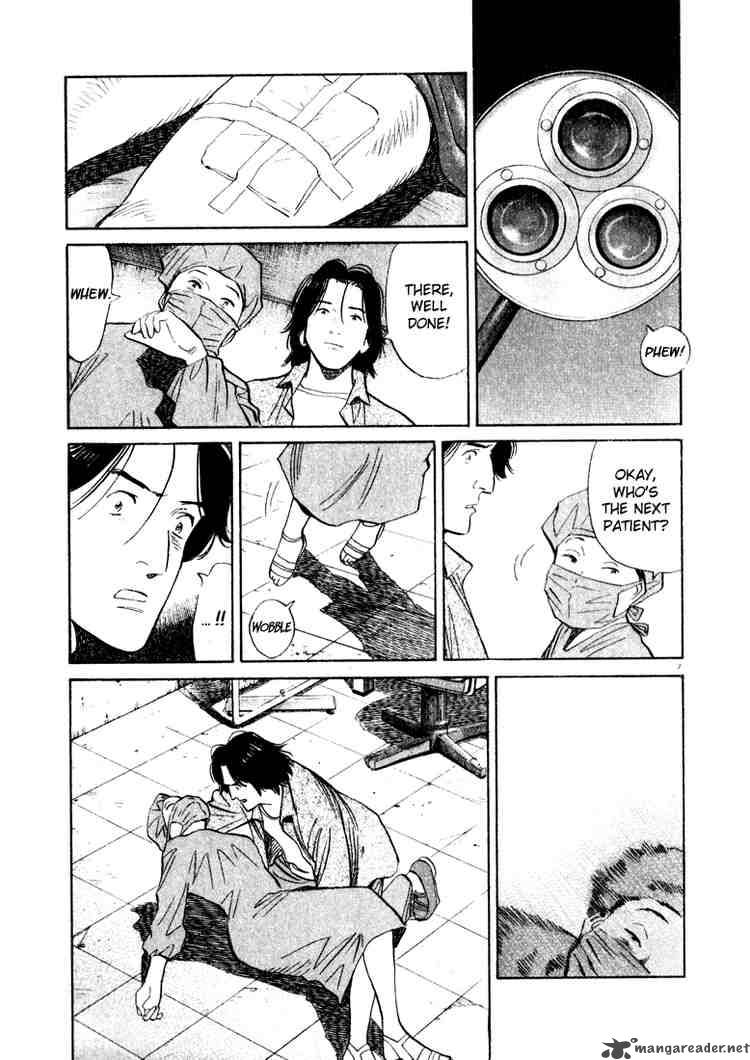 PHEW!
THERE,
WELL
DONE!
WHEW.
OKAY,
WHO'S
THE NEXT
PATIENT?
WOBBLE
...!!
7
mangareader.net